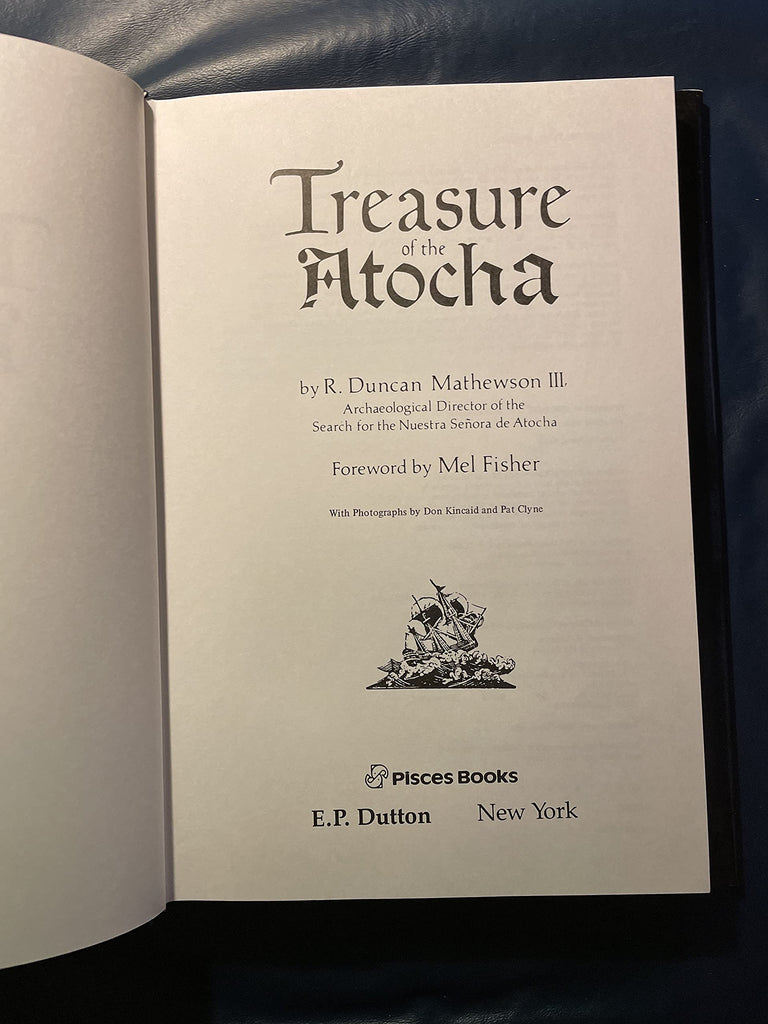 Treasure
of the
Atocha
by R. Duncan Mathewson III,
Archaeological Director of the
Search for the Nuestra Señora de Atocha
Foreword by Mel Fisher
With Photographs by Don Kincaid and Pat Clyne
Pisces Books
E.P. Dutton New York